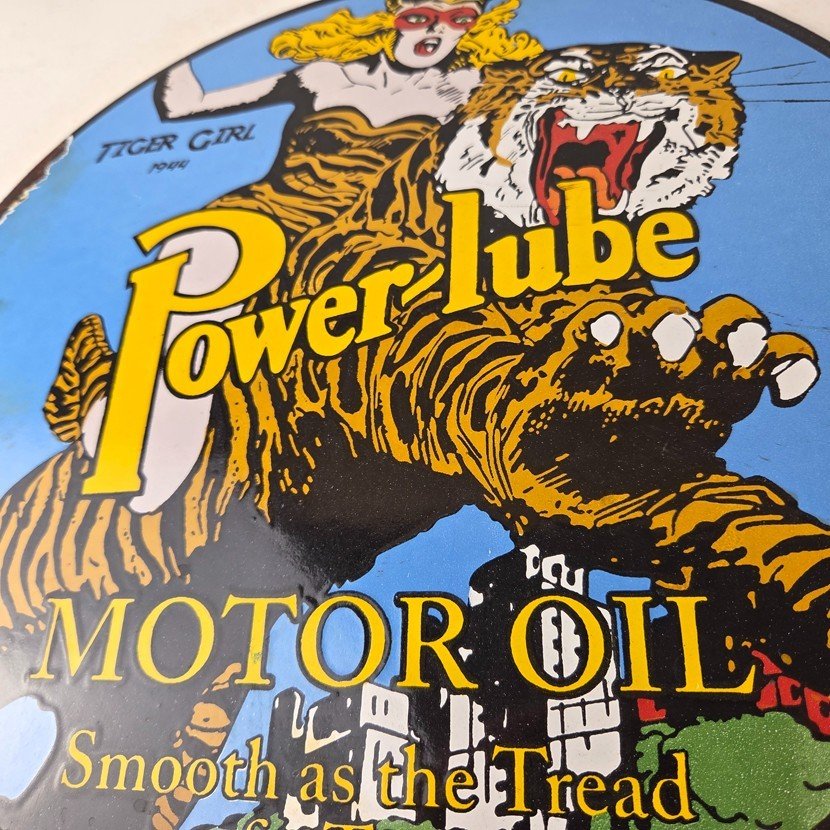 TIGER GIRL
1944
Power-lube
MOTOR OIL
Smooth as the Tread